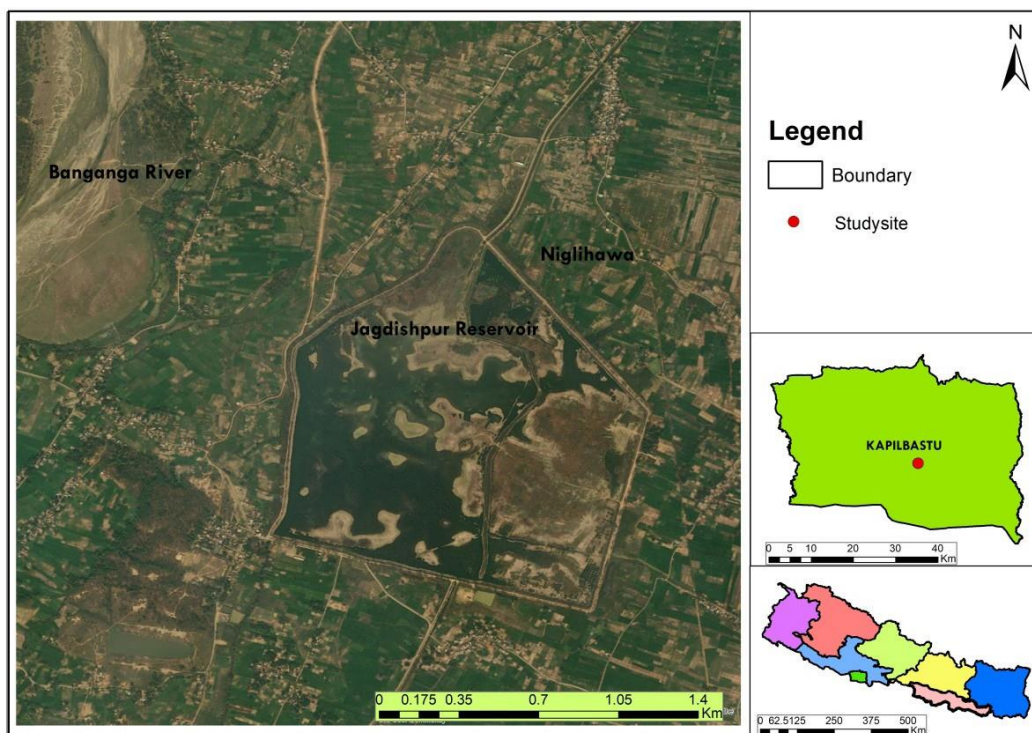 N
Legend
Boundary
Studysite
Banganga River
Niglihawa
Jagdishpur Reservoir
0 0.175 0.35 0.7 1.05 1.4
Km
KAPILBASTU
0 5 10 20 30 40
Km
0 62.5125 250 375 500
Km